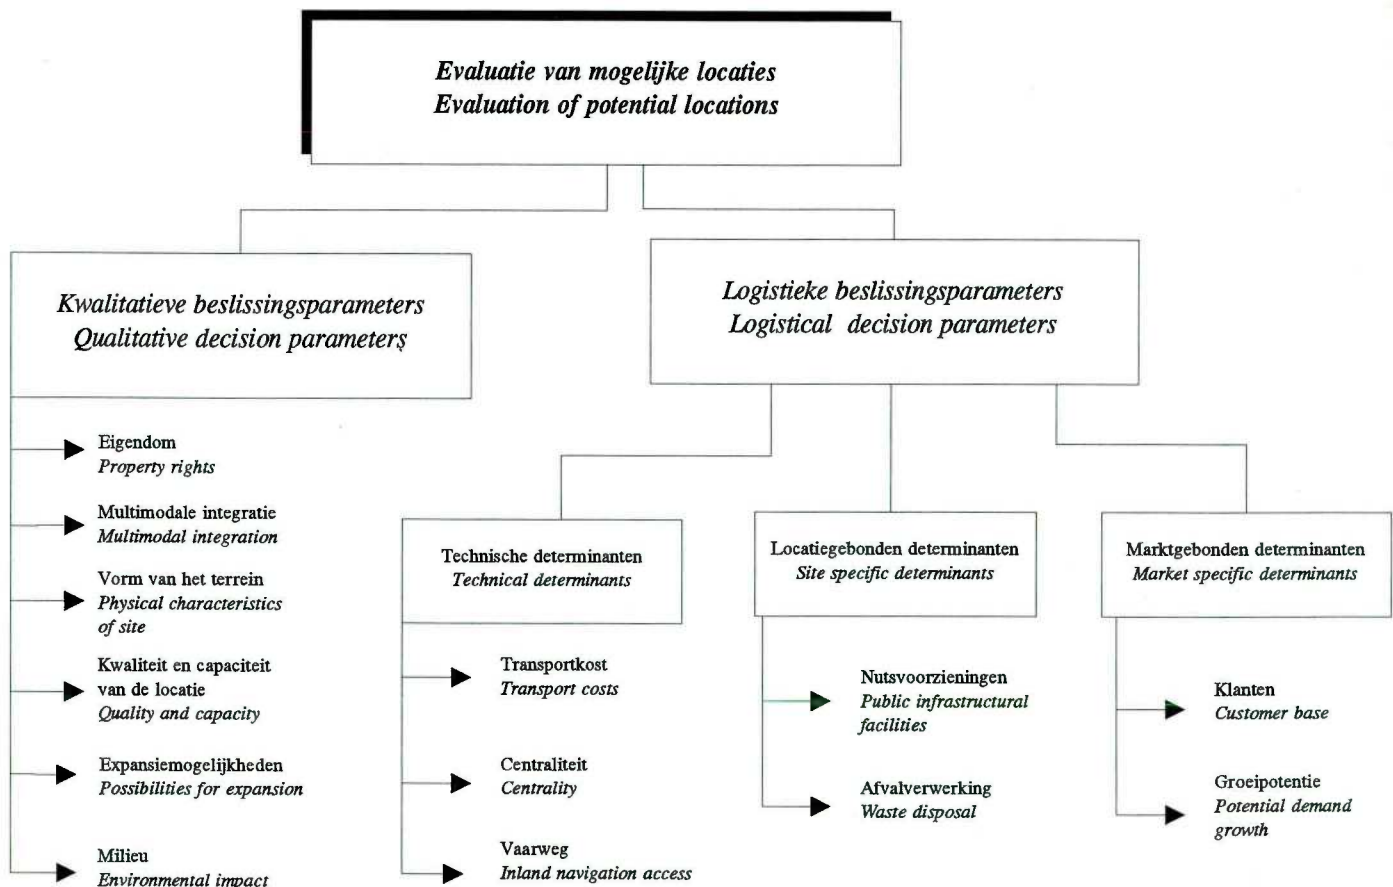 Evaluatie van mogelijke locaties
Evaluation of potential locations
Kwalitatieve beslissingsparameters
Qualitative decision parameters
Logistieke beslissingsparameters
Logistical decision parameters
Eigendom
Property rights
Multimodale integratie
Multimodal integration
Vorm van het terrein
Physical characteristics
of site
Kwaliteit en capaciteit
van de locatie
Quality and capacity
Expansiemogelijkheden
Possibilities for expansion
Milieu
Environmental impact
Technische determinanten
Technical determinants
Transportkost
Transport costs
Centraliteit
Centrality
Vaarweg
Inland navigation access
Locatiegebonden determinanten
Site specific determinants
Nutsvoorzieningen
Public infrastructural
facilities
Afvalverwerking
Waste disposal
Marktgebonden determinanten
Market specific determinants
Klanten
Customer base
Groeipotentie
Potential demand
growth